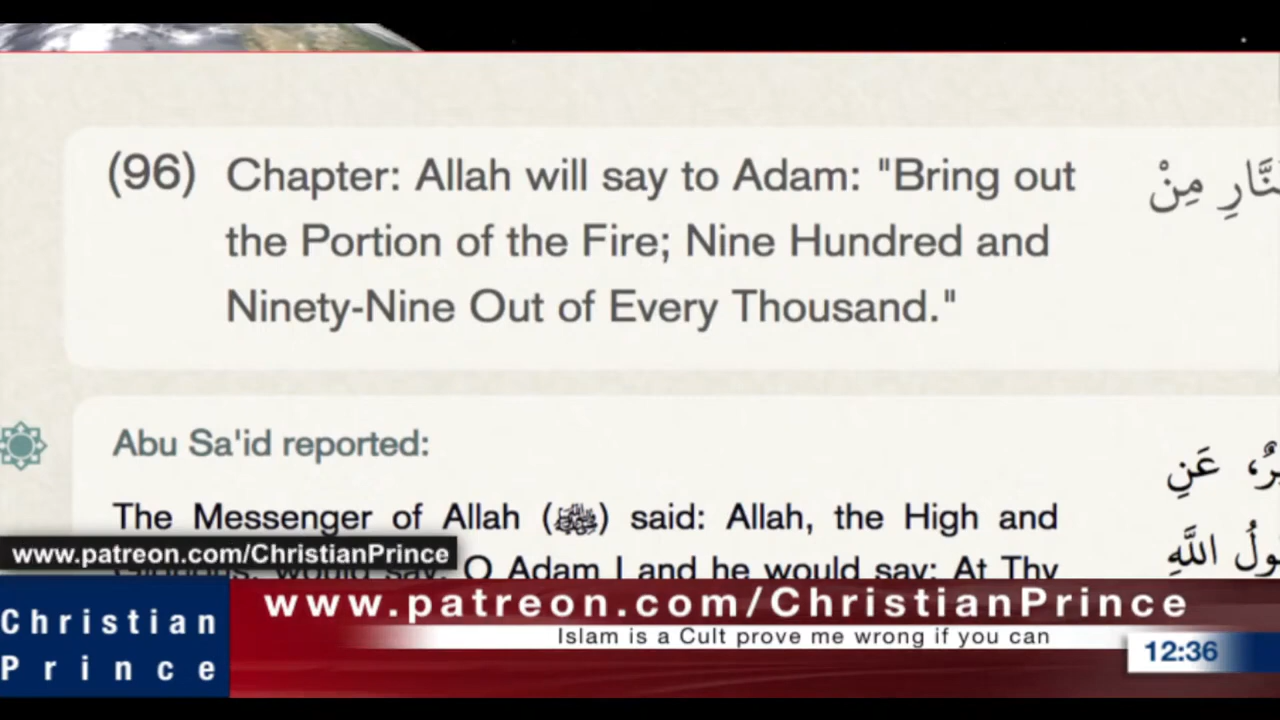 (96) Chapter: Allah will say to Adam: "Bring out
the Portion of the Fire; Nine Hundred and
Ninety-Nine Out of Every Thousand."
نَّارِ مِنْ
Abu Sa'id reported:
The Messenger of Allah (ﷺ) said: Allah, the High and
عَنِ
اللَّهِ
would say: O Adam I and he would say: At Thy
www.patreon.com/ChristianPrince
Christian
Prince
www.patreon.com/ChristianPrince
Islam is a Cult prove me wrong if you can
12:36